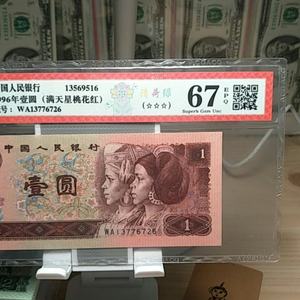 国人民银行 13569516
996年壹圆（满天星桃花红）
号： WA13776726
(☆☆☆)
67 EPQ
Superb Gem Unc
中国人民银行
壹圆
1
WA13776726
1